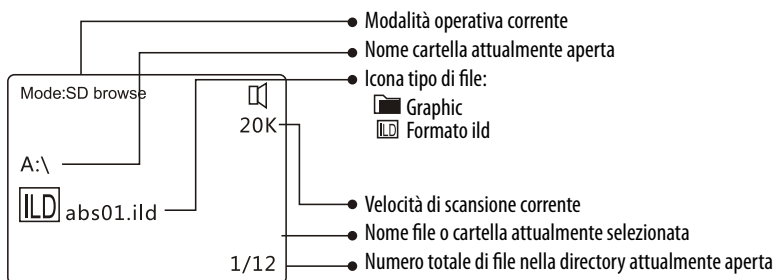 Modalità operativa corrente
Nome cartella attualmente aperta
Icona tipo di file:
Graphic
ILD Formato ild
Mode:SD browse
20K
A:\
ILD abs01.ild
1/12
Velocità di scansione corrente
Nome file o cartella attualmente selezionata
Numero totale di file nella directory attualmente aperta